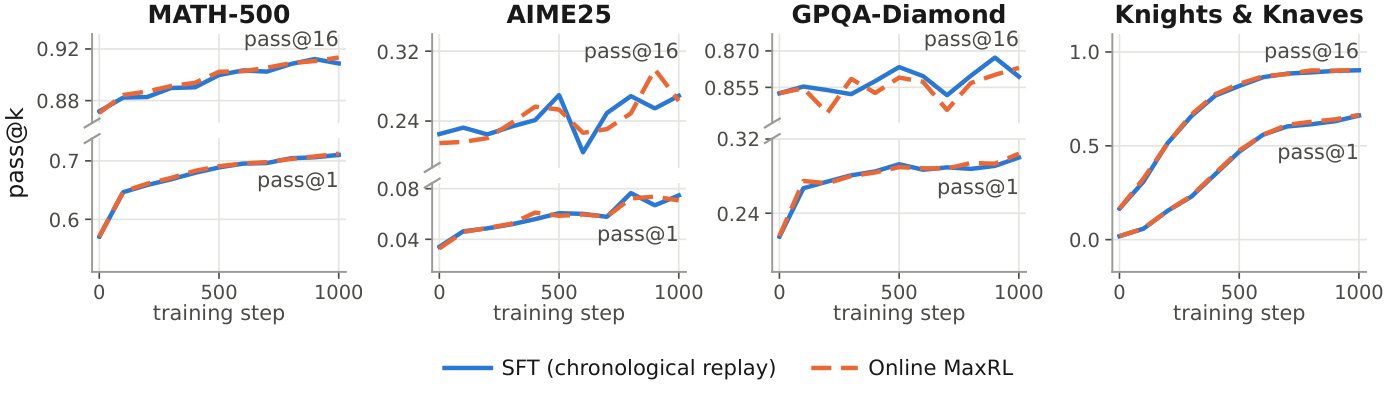 MATH-500
AIME25
GPQA-Diamond
Knights & Knaves
pass@k
0.92
0.88
0.7
0.6
pass@16
pass@1
0
500
1000
training step
0.32
0.24
0.08
0.04
pass@16
pass@1
0
500
1000
training step
0.870
0.855
0.32
0.24
pass@16
pass@1
0
500
1000
training step
1.0
0.5
0.0
pass@16
pass@1
0
500
1000
training step
SFT (chronological replay)
Online MaxRL